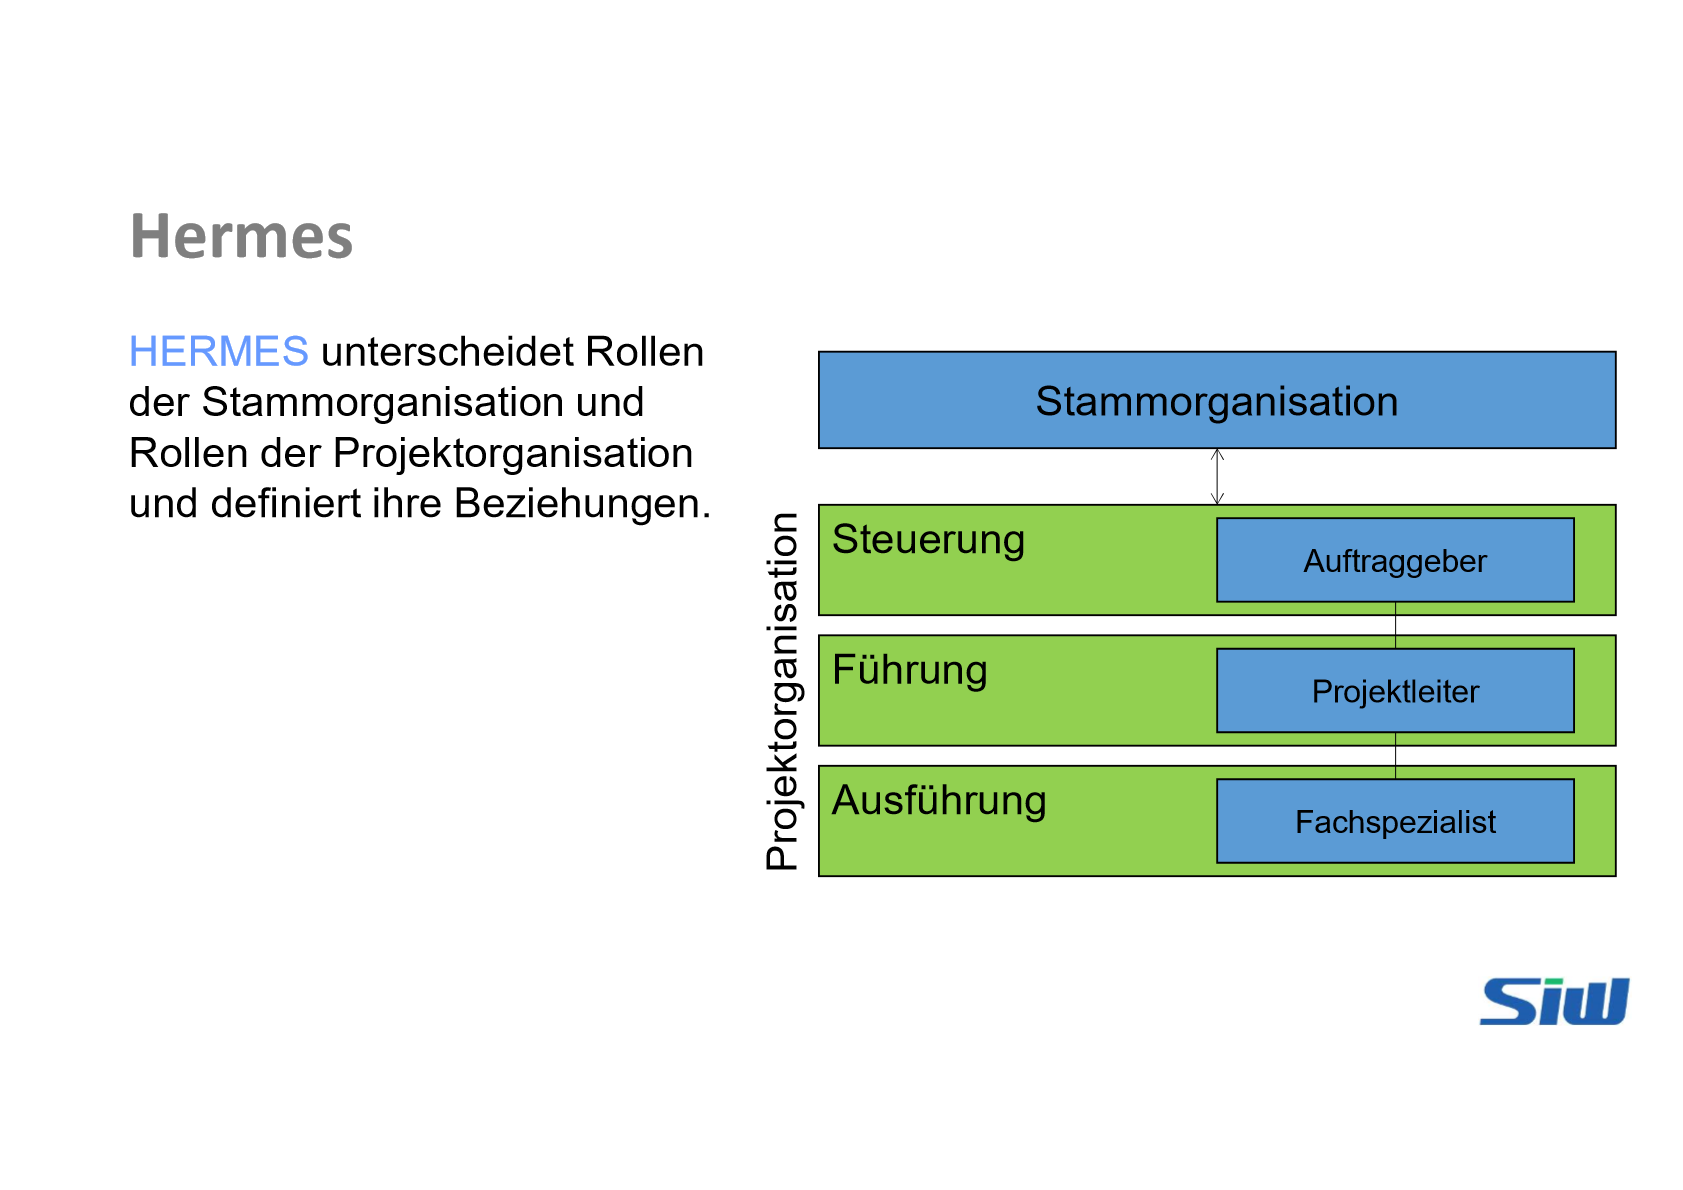 Hermes
HERMES unterscheidet Rollen
der Stammorganisation und
Rollen der Projektorganisation
und definiert ihre Beziehungen.
Stammorganisation
Projektorganisation
Steuerung
Auftraggeber
Führung
Projektleiter
Ausführung
Fachspezialist
Siw